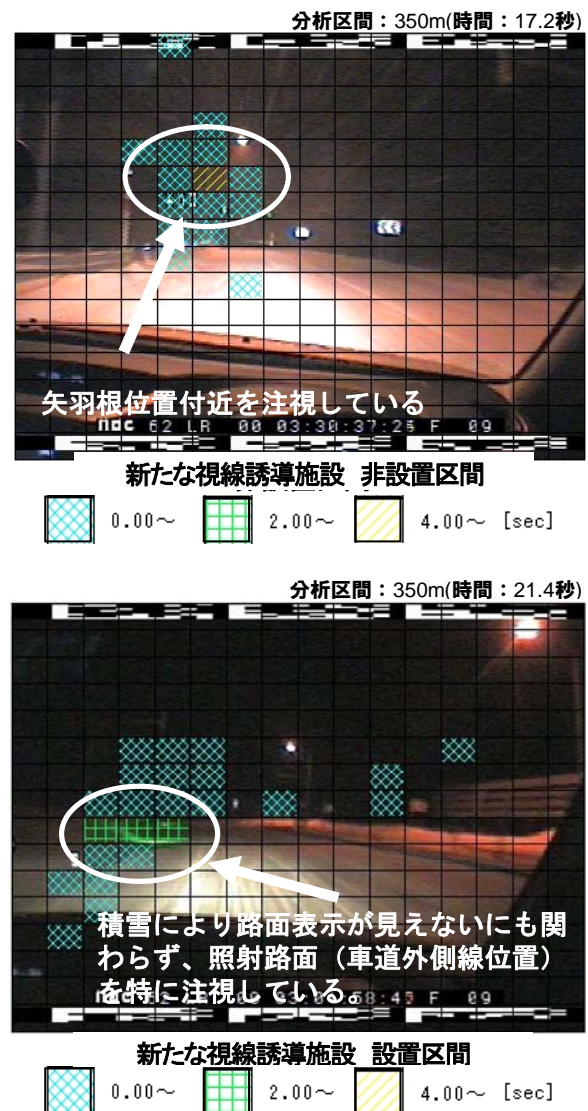 分析区間：350m(時間：17.2秒)
矢羽根位置付近を注視している
nac 62 LR 00 03:30:37:25 F 09
新たな視線誘導施設 非設置区間
0.00～ 2.00～ 4.00～ [sec]
分析区間：350m(時間：21.4秒)
積雪により路面表示が見えないにも関
わらず、照射路面（車道外側線位置）
を特に注視している。
F 09
新たな視線誘導施設 設置区間
0.00～ 2.00～ 4.00～ [sec]